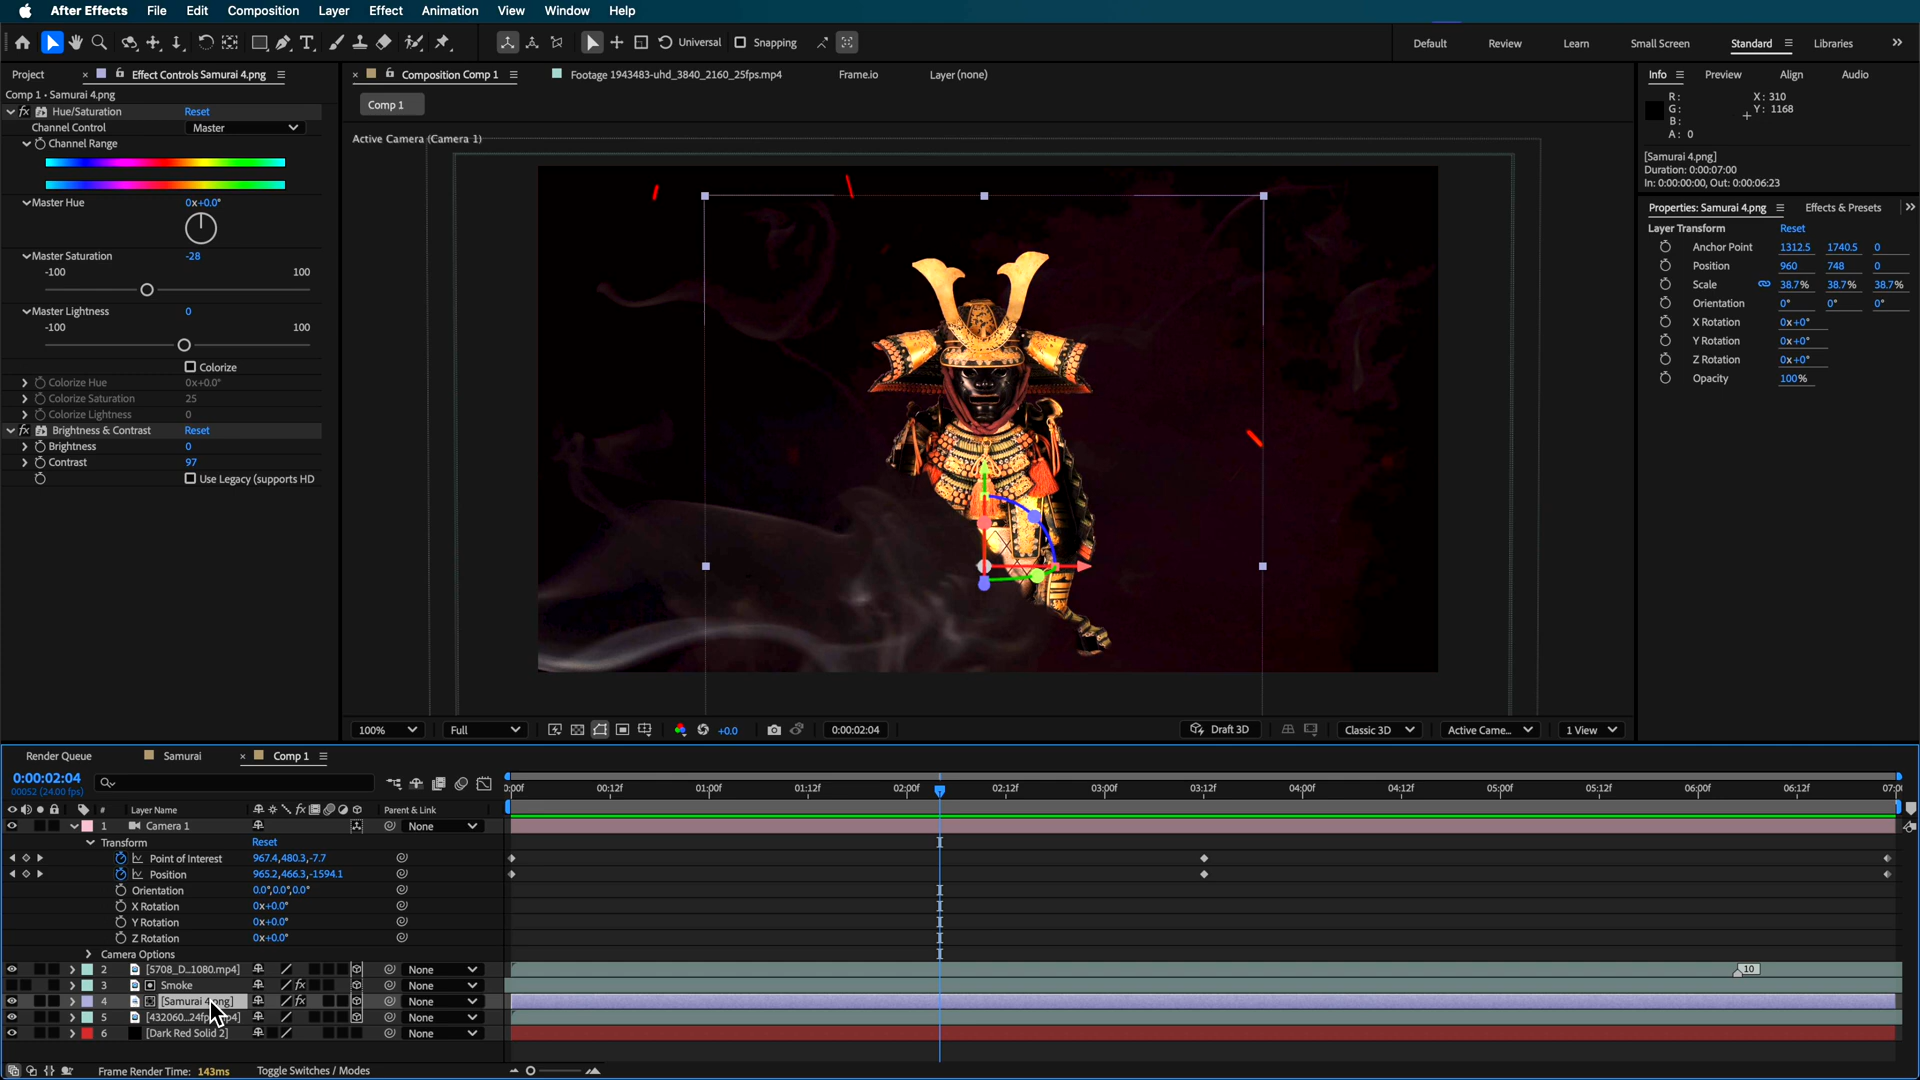 After Effects File Edit Composition Layer Effect Animation View Window Help
Universal Snapping Default Review Learn Small Screen Standard Libraries
Project Effect Controls Samurai 4.png
Comp 1 • Samurai 4.png
fx Hue/Saturation Reset
Channel Control Master
Channel Range
Master Hue 0x+0.0°
Master Saturation -28
-100 100
Master Lightness 0
-100 100
Colorize
Colorize Hue 0x+0.0°
Colorize Saturation 25
Colorize Lightness 0
fx Brightness & Contrast Reset
Brightness 0
Contrast 97
Use Legacy (supports HD
Composition Comp 1 Footage 1943483-uhd_3840_2160_25fps.mp4 Frame.io Layer (none)
Comp 1
Active Camera (Camera 1)
100% Full +0.0 0:00:02:04 Draft 3D Classic 3D Active Came... 1 View
Info Preview Align Audio
R: X: 310
G: Y: 1168
B:
A: 0
[Samurai 4.png]
Duration: 0:00:07:00
In: 0:00:00:00, Out: 0:00:06:23
Properties: Samurai 4.png Effects & Presets
Layer Transform Reset
Anchor Point 1312.5 1740.5 0
Position 960 748 0
Scale 38.7% 38.7% 38.7%
Orientation 0° 0° 0°
X Rotation 0x+0°
Y Rotation 0x+0°
Z Rotation 0x+0°
Opacity 100%
Render Queue Samurai Comp 1
0:00:02:04
00052 (24.00 fps)
:00f 00:12f 01:00f 01:12f 02:00f 02:12f 03:00f 03:12f 04:00f 04:12f 05:00f 05:12f 06:00f 06:12f 07:0
# Layer Name fx Parent & Link
1 Camera 1 None
Transform Reset
Point of Interest 967.4,480.3,-7.7
Position 965.2,466.3,-1594.1
Orientation 0.0°,0.0°,0.0°
X Rotation 0x+0.0°
Y Rotation 0x+0.0°
Z Rotation 0x+0.0°
Camera Options
2 [5708_D...1080.mp4] None 10
3 Smoke fx None
4 [Samurai 4.png] fx None
5 None
6 [Dark Red Solid 2] None
Frame Render Time: 143ms Toggle Switches / Modes